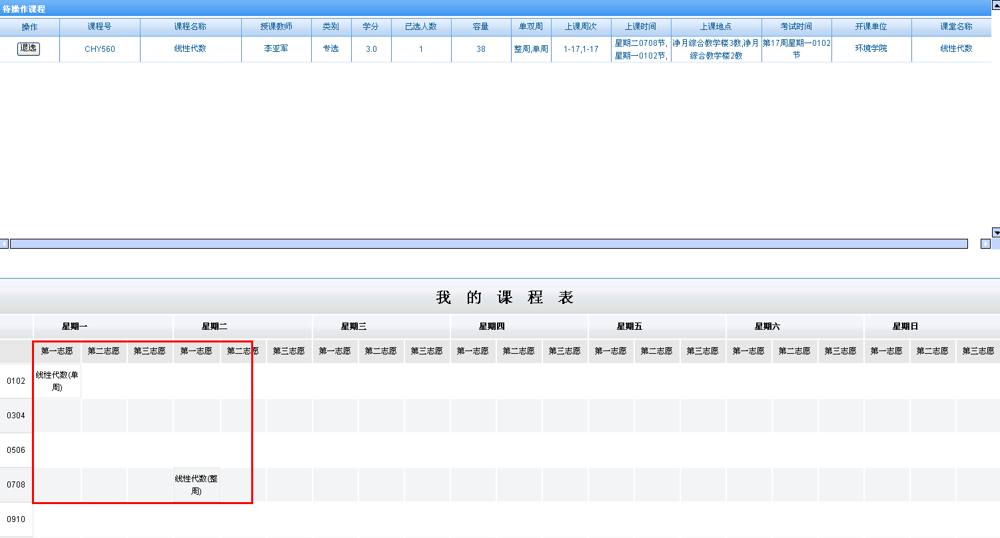 待操作课程
操作 课程号 课程名称 授课教师 类别 学分 已选人数 容量 单双周 上课周次 上课时间 上课地点 考试时间 开课单位 课堂名称
退选 CHY560 线性代数 李亚军 专选 3.0 1 38 整周,单周 1-17,1-17 星期二0708节, 净月综合教学楼3教,净月 第17周星期一0102 环境学院 线性代数
星期一0102节, 综合教学楼2教 节
我的课程表
星期一 星期二 星期三 星期四 星期五 星期六 星期日
第一志愿 第二志愿 第三志愿 第一志愿 第二志愿 第三志愿 第一志愿 第二志愿 第三志愿 第一志愿 第二志愿 第三志愿 第一志愿 第二志愿 第三志愿 第一志愿 第二志愿 第三志愿 第一志愿 第二志愿 第三志愿
0102 线性代数(单
周)
0304
0506
0708 线性代数(整
周)
0910